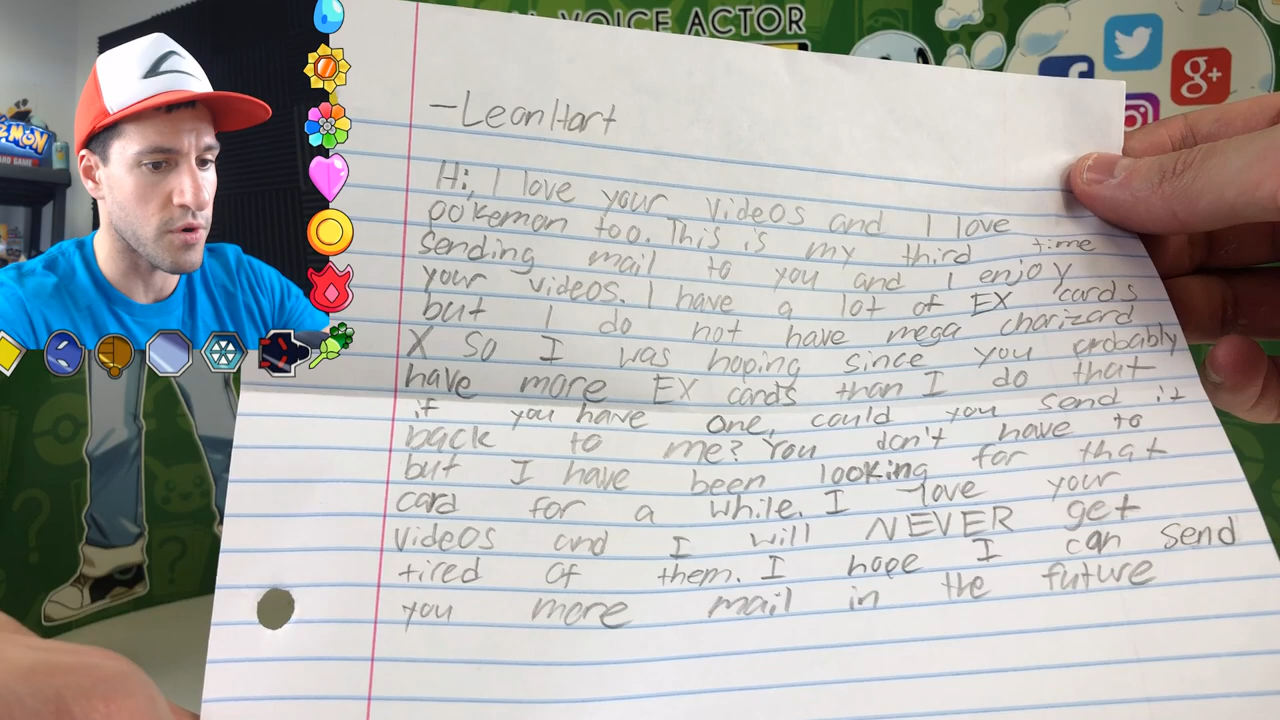 VOICE ACTOR
-LeonHart
Hi, I love your videos and I love
pokemon too. This is my third time
sending mail to you and I enjoy
your videos. I have a lot of EX cards
but I do not have mega charizard
X so I was hoping since you probably
have more EX cards than I do that
if you have one, could you send it
back to me? You don't have to
but I have been looking for that
card for a while. I love your
videos and I will NEVER get
tired of them. I hope I can send
you more mail in the future
g+
f